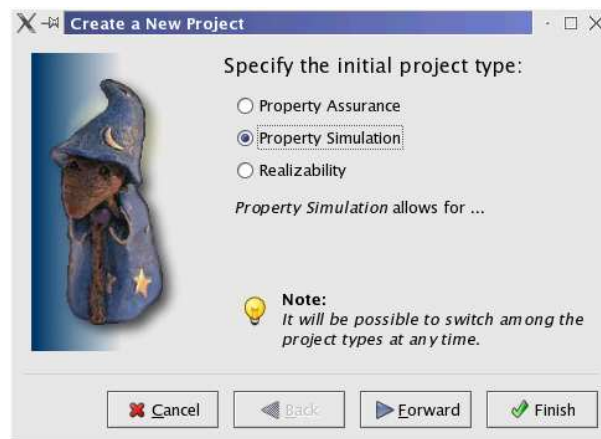 Create a New Project
Specify the initial project type:
Property Assurance
Property Simulation
Realizability
Property Simulation allows for ...
Note:
It will be possible to switch among the
project types at any time.
Cancel
Back
Forward
Finish